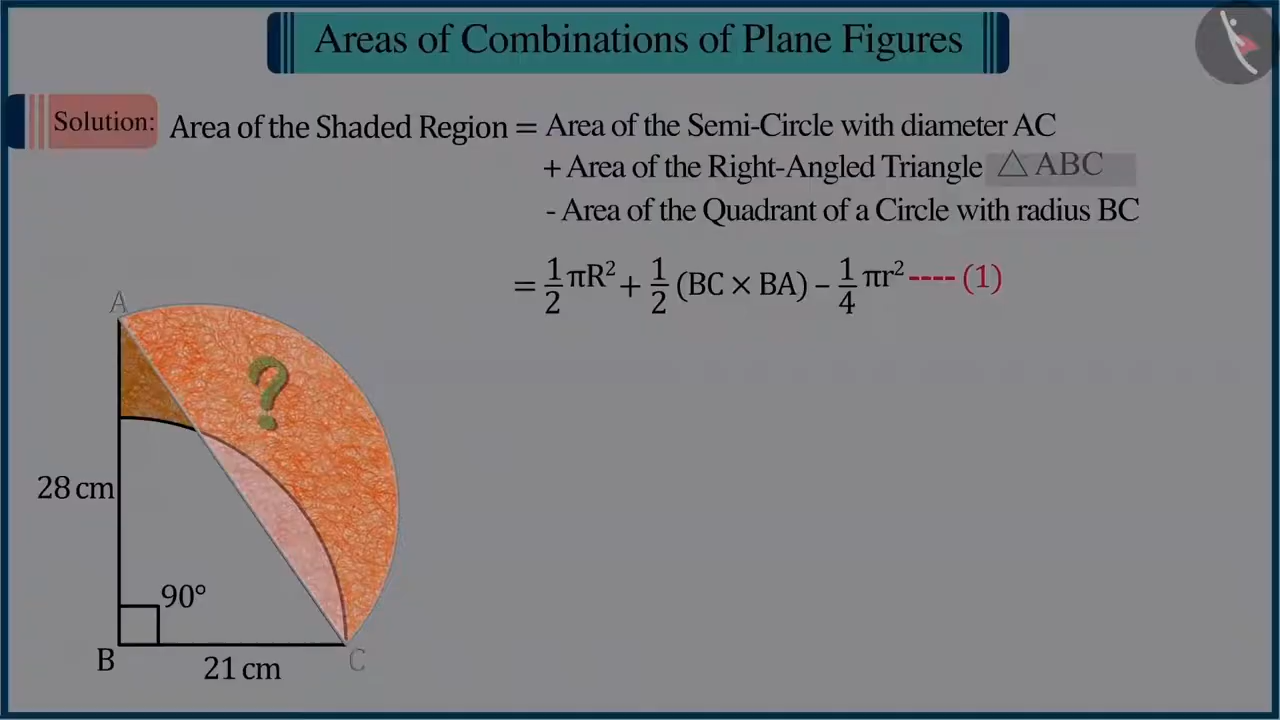 Areas of Combinations of Plane Figures
Solution: Area of the Shaded Region = Area of the Semi-Circle with diameter AC
+ Area of the Right-Angled Triangle △ ABC
- Area of the Quadrant of a Circle with radius BC
= 1/2 πR² + 1/2 (BC × BA) – 1/4 πr² ---- (1)
A
?
28 cm
90°
B
C
21 cm